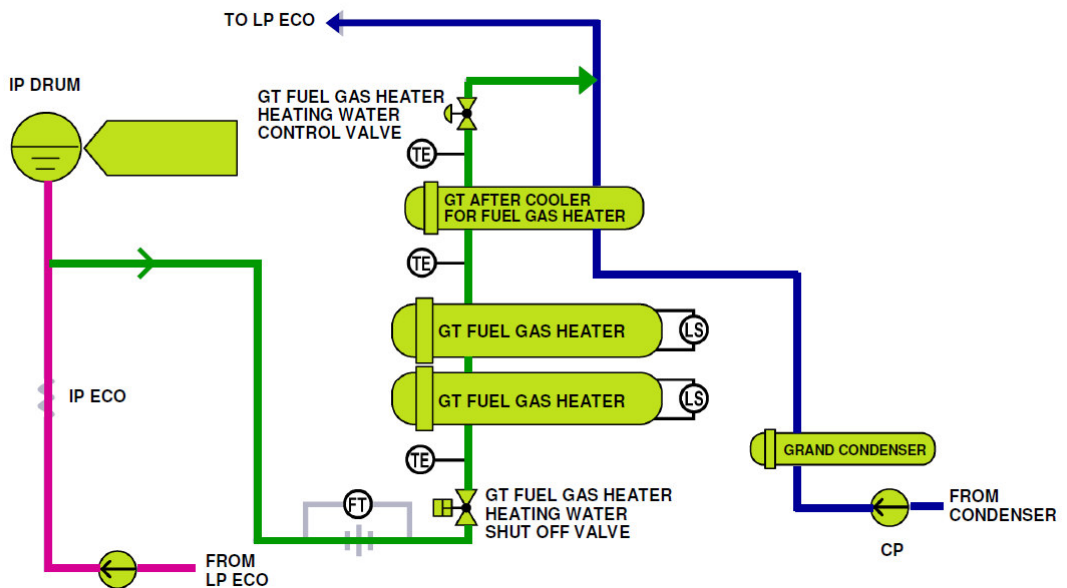 TO LP ECO
IP DRUM
GT FUEL GAS HEATER
HEATING WATER
CONTROL VALVE
TE
GT AFTER COOLER
FOR FUEL GAS HEATER
TE
GT FUEL GAS HEATER
LS
IP ECO
GT FUEL GAS HEATER
LS
GRAND CONDENSER
TE
FT
GT FUEL GAS HEATER
HEATING WATER
SHUT OFF VALVE
FROM
CONDENSER
CP
FROM
LP ECO